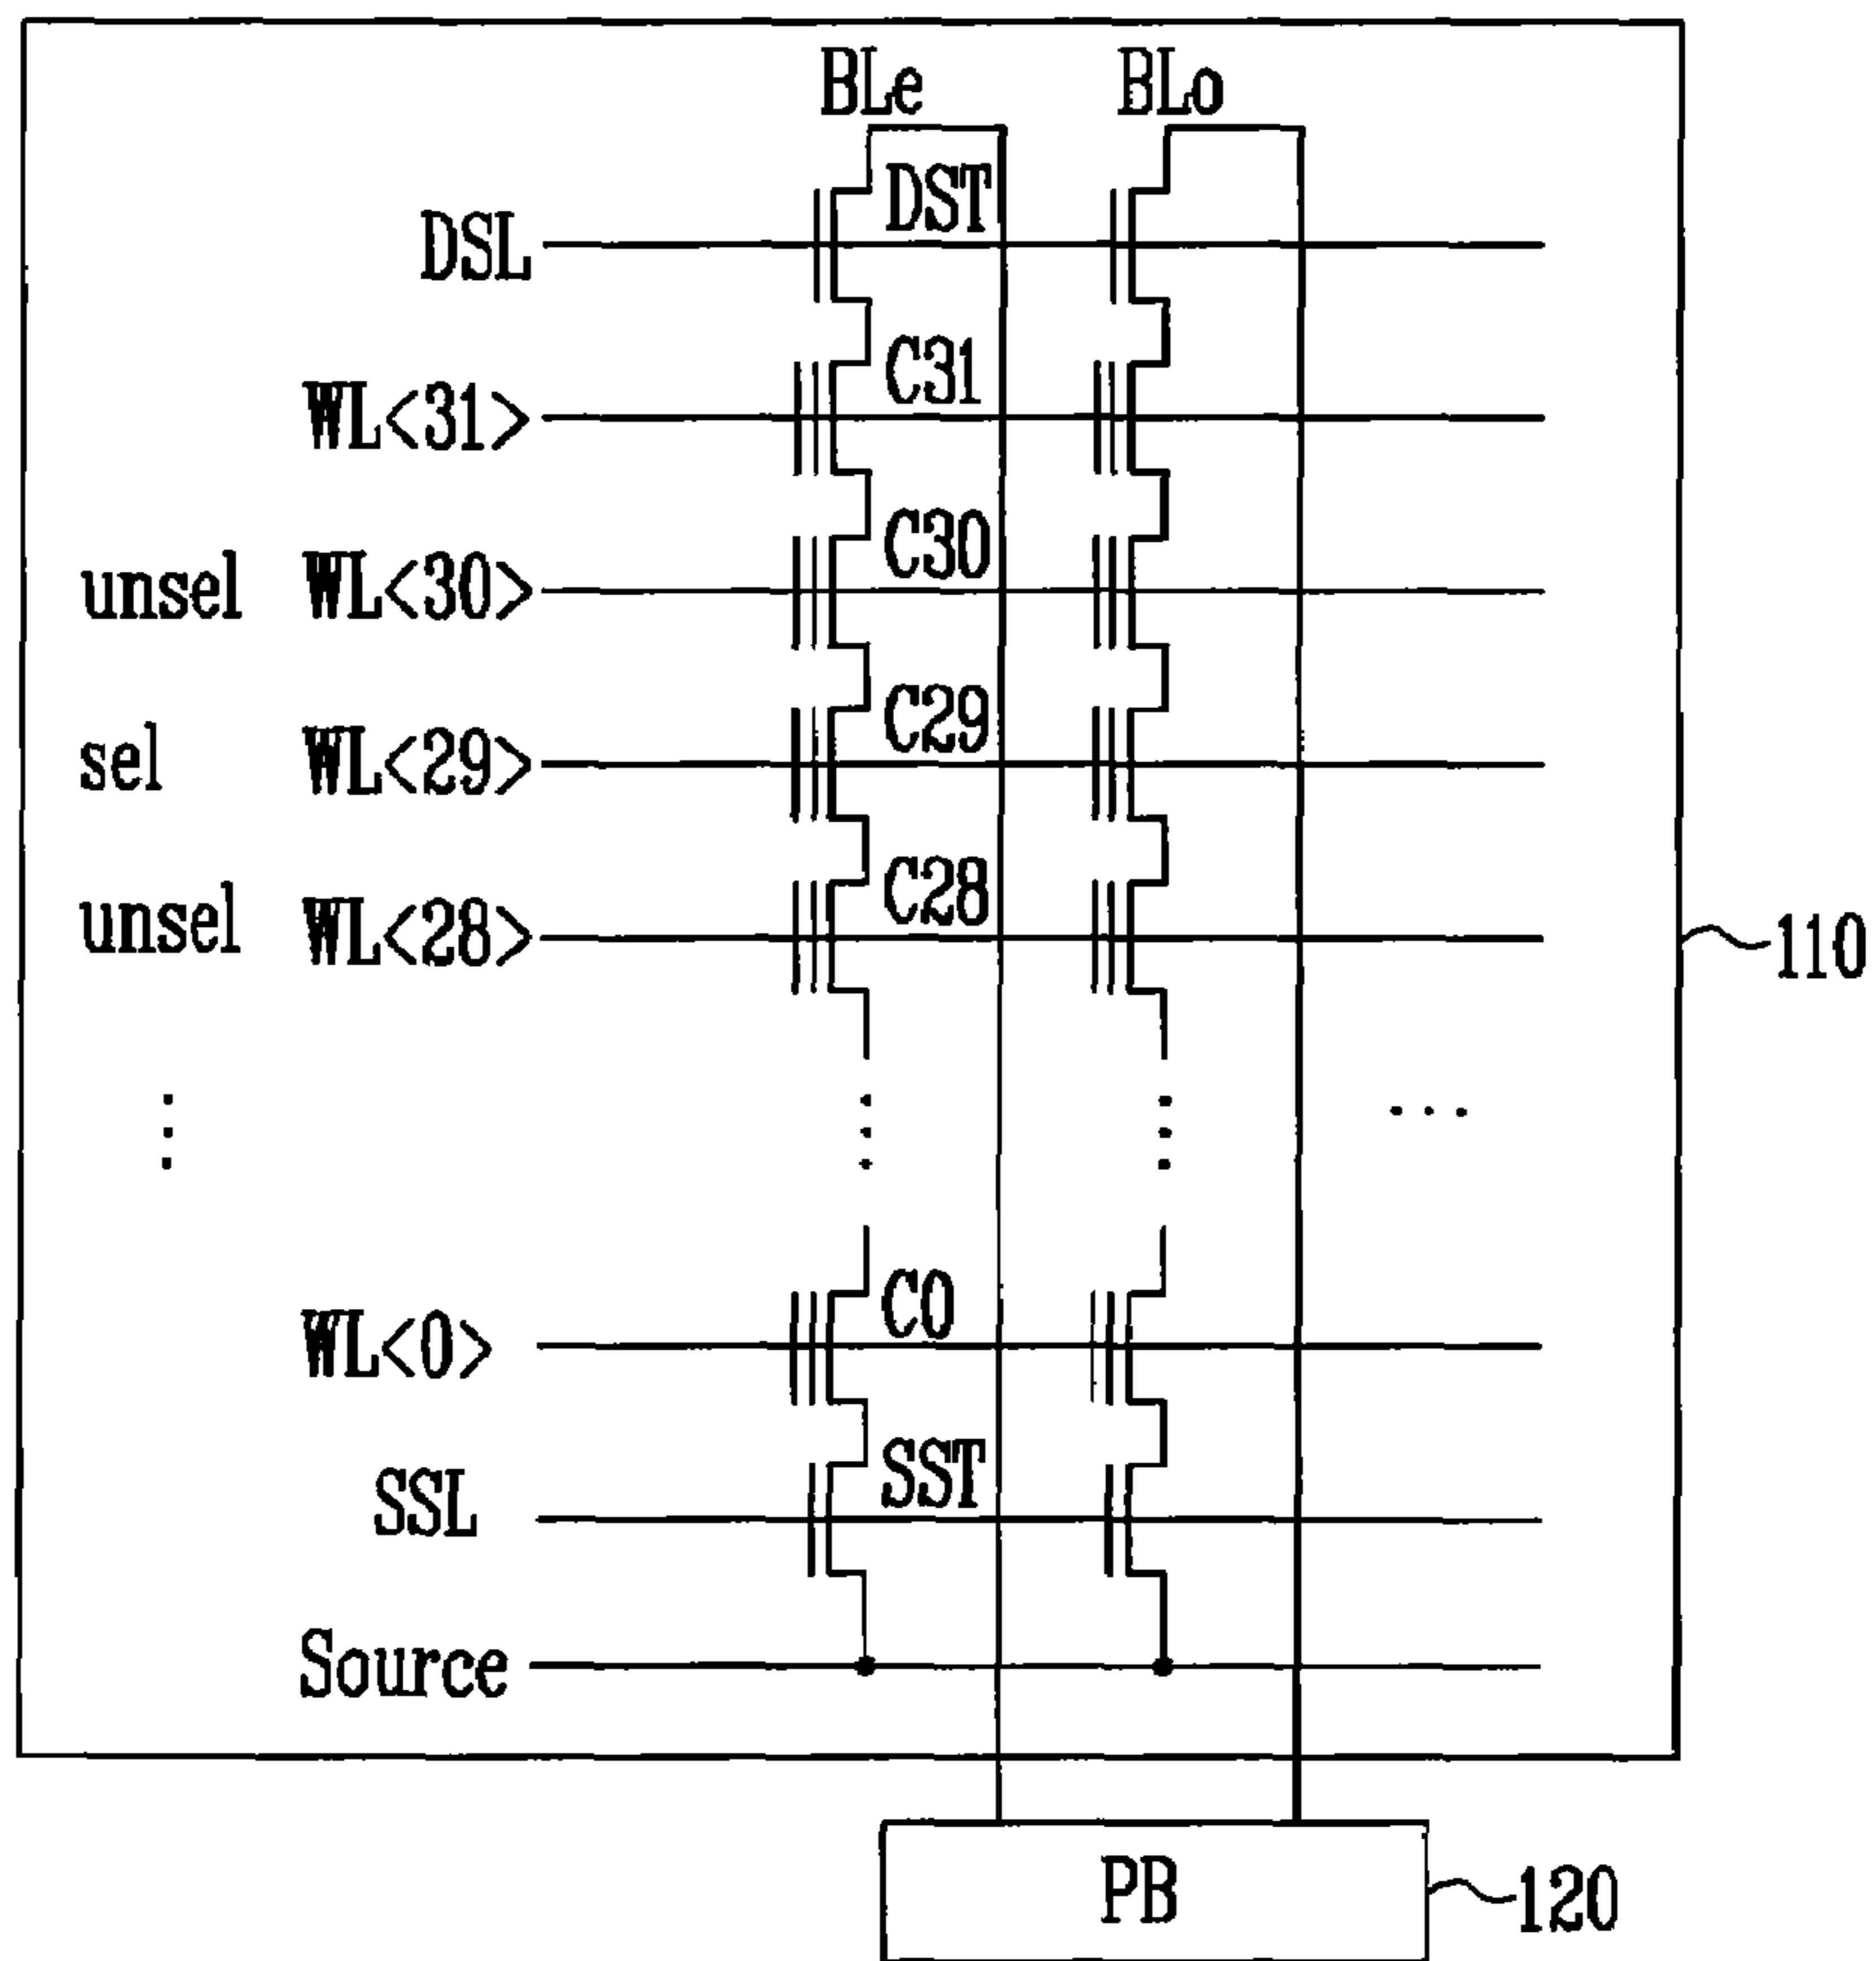 BLe BLo
DSL DST
WL<31> C31
unsel WL<30> C30
sel WL<29> C29
unsel WL<28> C28
110
WL<0> C0
SSL SST
Source
PB
120